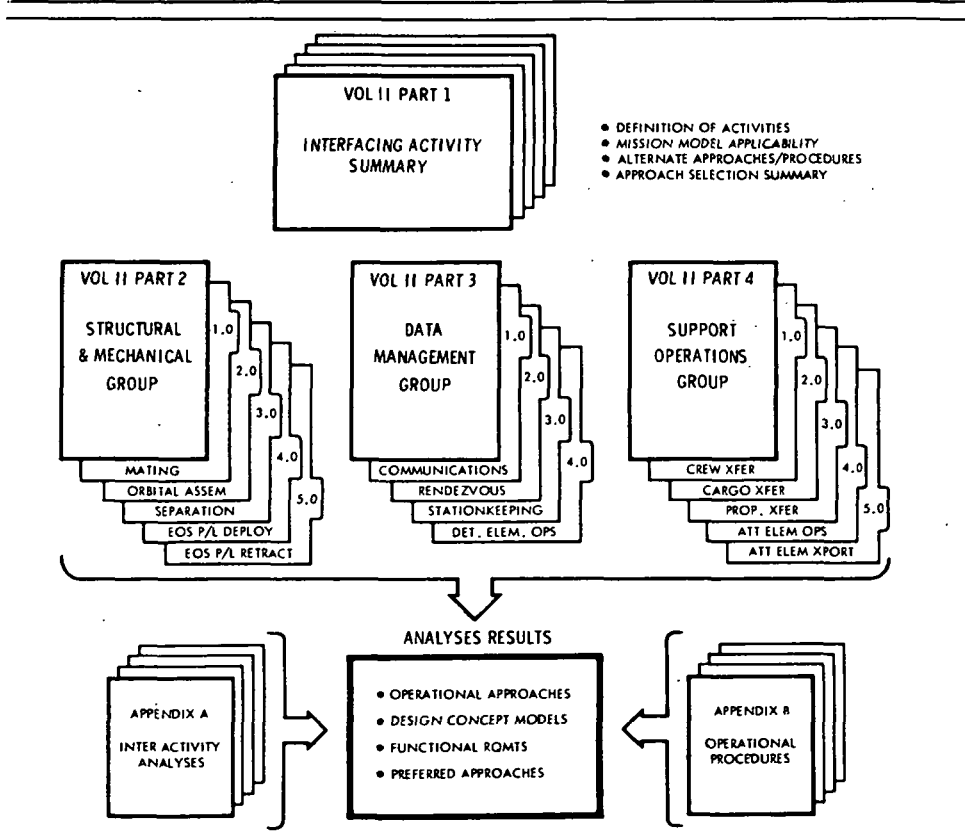 VOL II PART 1
INTERFACING ACTIVITY
SUMMARY
• DEFINITION OF ACTIVITIES
• MISSION MODEL APPLICABILITY
• ALTERNATE APPROACHES/PROCEDURES
• APPROACH SELECTION SUMMARY
VOL II PART 2
STRUCTURAL
& MECHANICAL
GROUP
1.0
2.0
3.0
4.0
5.0
MATING
ORBITAL ASSEM
SEPARATION
EOS P/L DEPLOY
EOS P/L RETRACT
VOL II PART 3
DATA
MANAGEMENT
GROUP
1.0
2.0
3.0
4.0
COMMUNICATIONS
RENDEZVOUS
STATIONKEEPING
DET. ELEM. OPS
VOL II PART 4
SUPPORT
OPERATIONS
GROUP
1.0
2.0
3.0
4.0
5.0
CREW XFER
CARGO XFER
PROP. XFER
ATT ELEM OPS
ATT ELEM XPORT
ANALYSES RESULTS
• OPERATIONAL APPROACHES
• DESIGN CONCEPT MODELS
• FUNCTIONAL RQMTS
• PREFERRED APPROACHES
APPENDIX A
INTER ACTIVITY
ANALYSES
APPENDIX B
OPERATIONAL
PROCEDURES